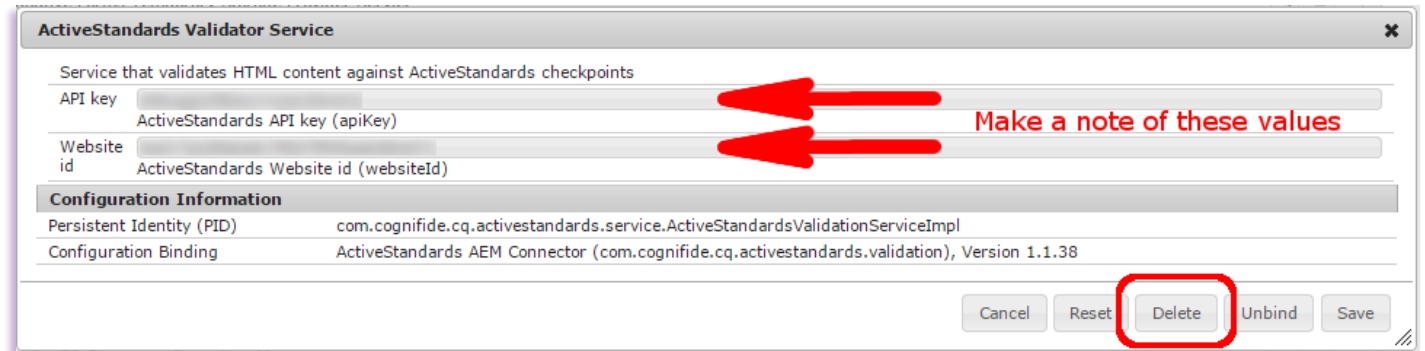 ActiveStandards Validator Service
Service that validates HTML content against ActiveStandards checkpoints
API key
ActiveStandards API key (apiKey)
Make a note of these values
Website
id
ActiveStandards Website id (websiteId)
Configuration Information
Persistent Identity (PID) com.cognifide.cq.activestandards.service.ActiveStandardsValidationServiceImpl
Configuration Binding ActiveStandards AEM Connector (com.cognifide.cq.activestandards.validation), Version 1.1.38
Cancel Reset Delete Unbind Save